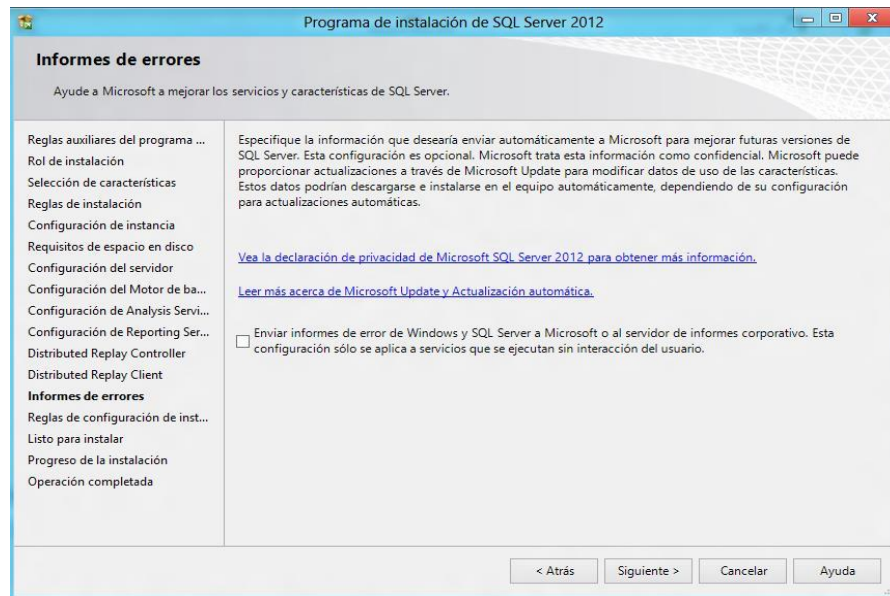 Programa de instalación de SQL Server 2012
Informes de errores
Ayude a Microsoft a mejorar los servicios y características de SQL Server.
Reglas auxiliares del programa ...
Rol de instalación
Selección de características
Reglas de instalación
Configuración de instancia
Requisitos de espacio en disco
Configuración del servidor
Configuración del Motor de ba...
Configuración de Analysis Servi...
Configuración de Reporting Ser...
Distributed Replay Controller
Distributed Replay Client
Informes de errores
Reglas de configuración de inst...
Listo para instalar
Progreso de la instalación
Operación completada
Especifique la información que desearía enviar automáticamente a Microsoft para mejorar futuras versiones de
SQL Server. Esta configuración es opcional. Microsoft trata esta información como confidencial. Microsoft puede
proporcionar actualizaciones a través de Microsoft Update para modificar datos de uso de las características.
Estos datos podrían descargarse e instalarse en el equipo automáticamente, dependiendo de su configuración
para actualizaciones automáticas.
Vea la declaración de privacidad de Microsoft SQL Server 2012 para obtener más información.
Leer más acerca de Microsoft Update y Actualización automática.
Enviar informes de error de Windows y SQL Server a Microsoft o al servidor de informes corporativo. Esta
configuración sólo se aplica a servicios que se ejecutan sin interacción del usuario.
< Atrás
Siguiente >
Cancelar
Ayuda